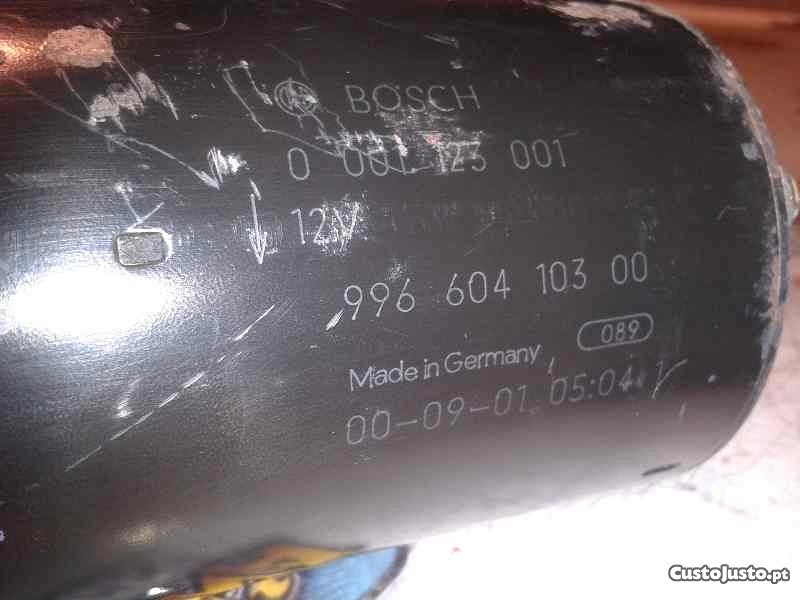 BOSCH
0 001 123 001
12V
996 604 103 00
089
Made in Germany
00-09-01 05:04
CustoJusto.pt